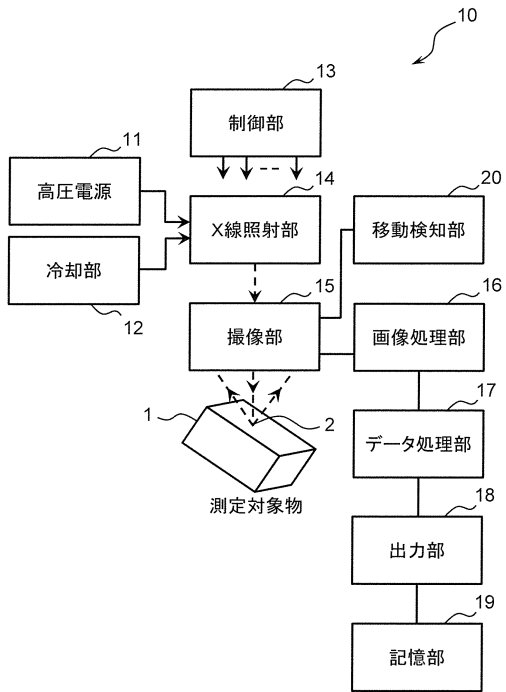 10
13
制御部
11
高圧電源
14
X線照射部
20
移動検知部
冷却部
12
15
撮像部
16
画像処理部
1
2
17
データ処理部
測定対象物
18
出力部
19
記憶部